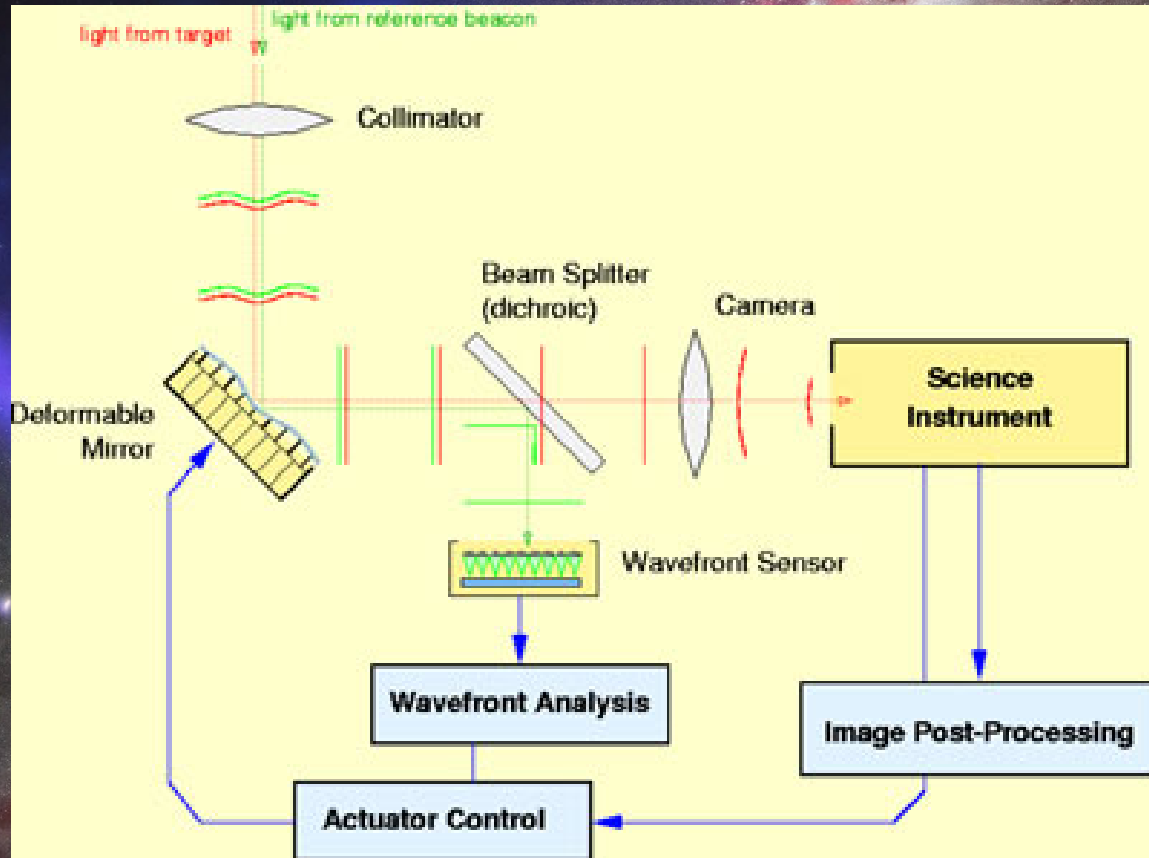 light from reference beacon
light from target
Collimator
Beam Splitter
(dichroic)
Camera
Science
Instrument
Deformable
Mirror
Wavefront Sensor
Wavefront Analysis
Image Post-Processing
Actuator Control